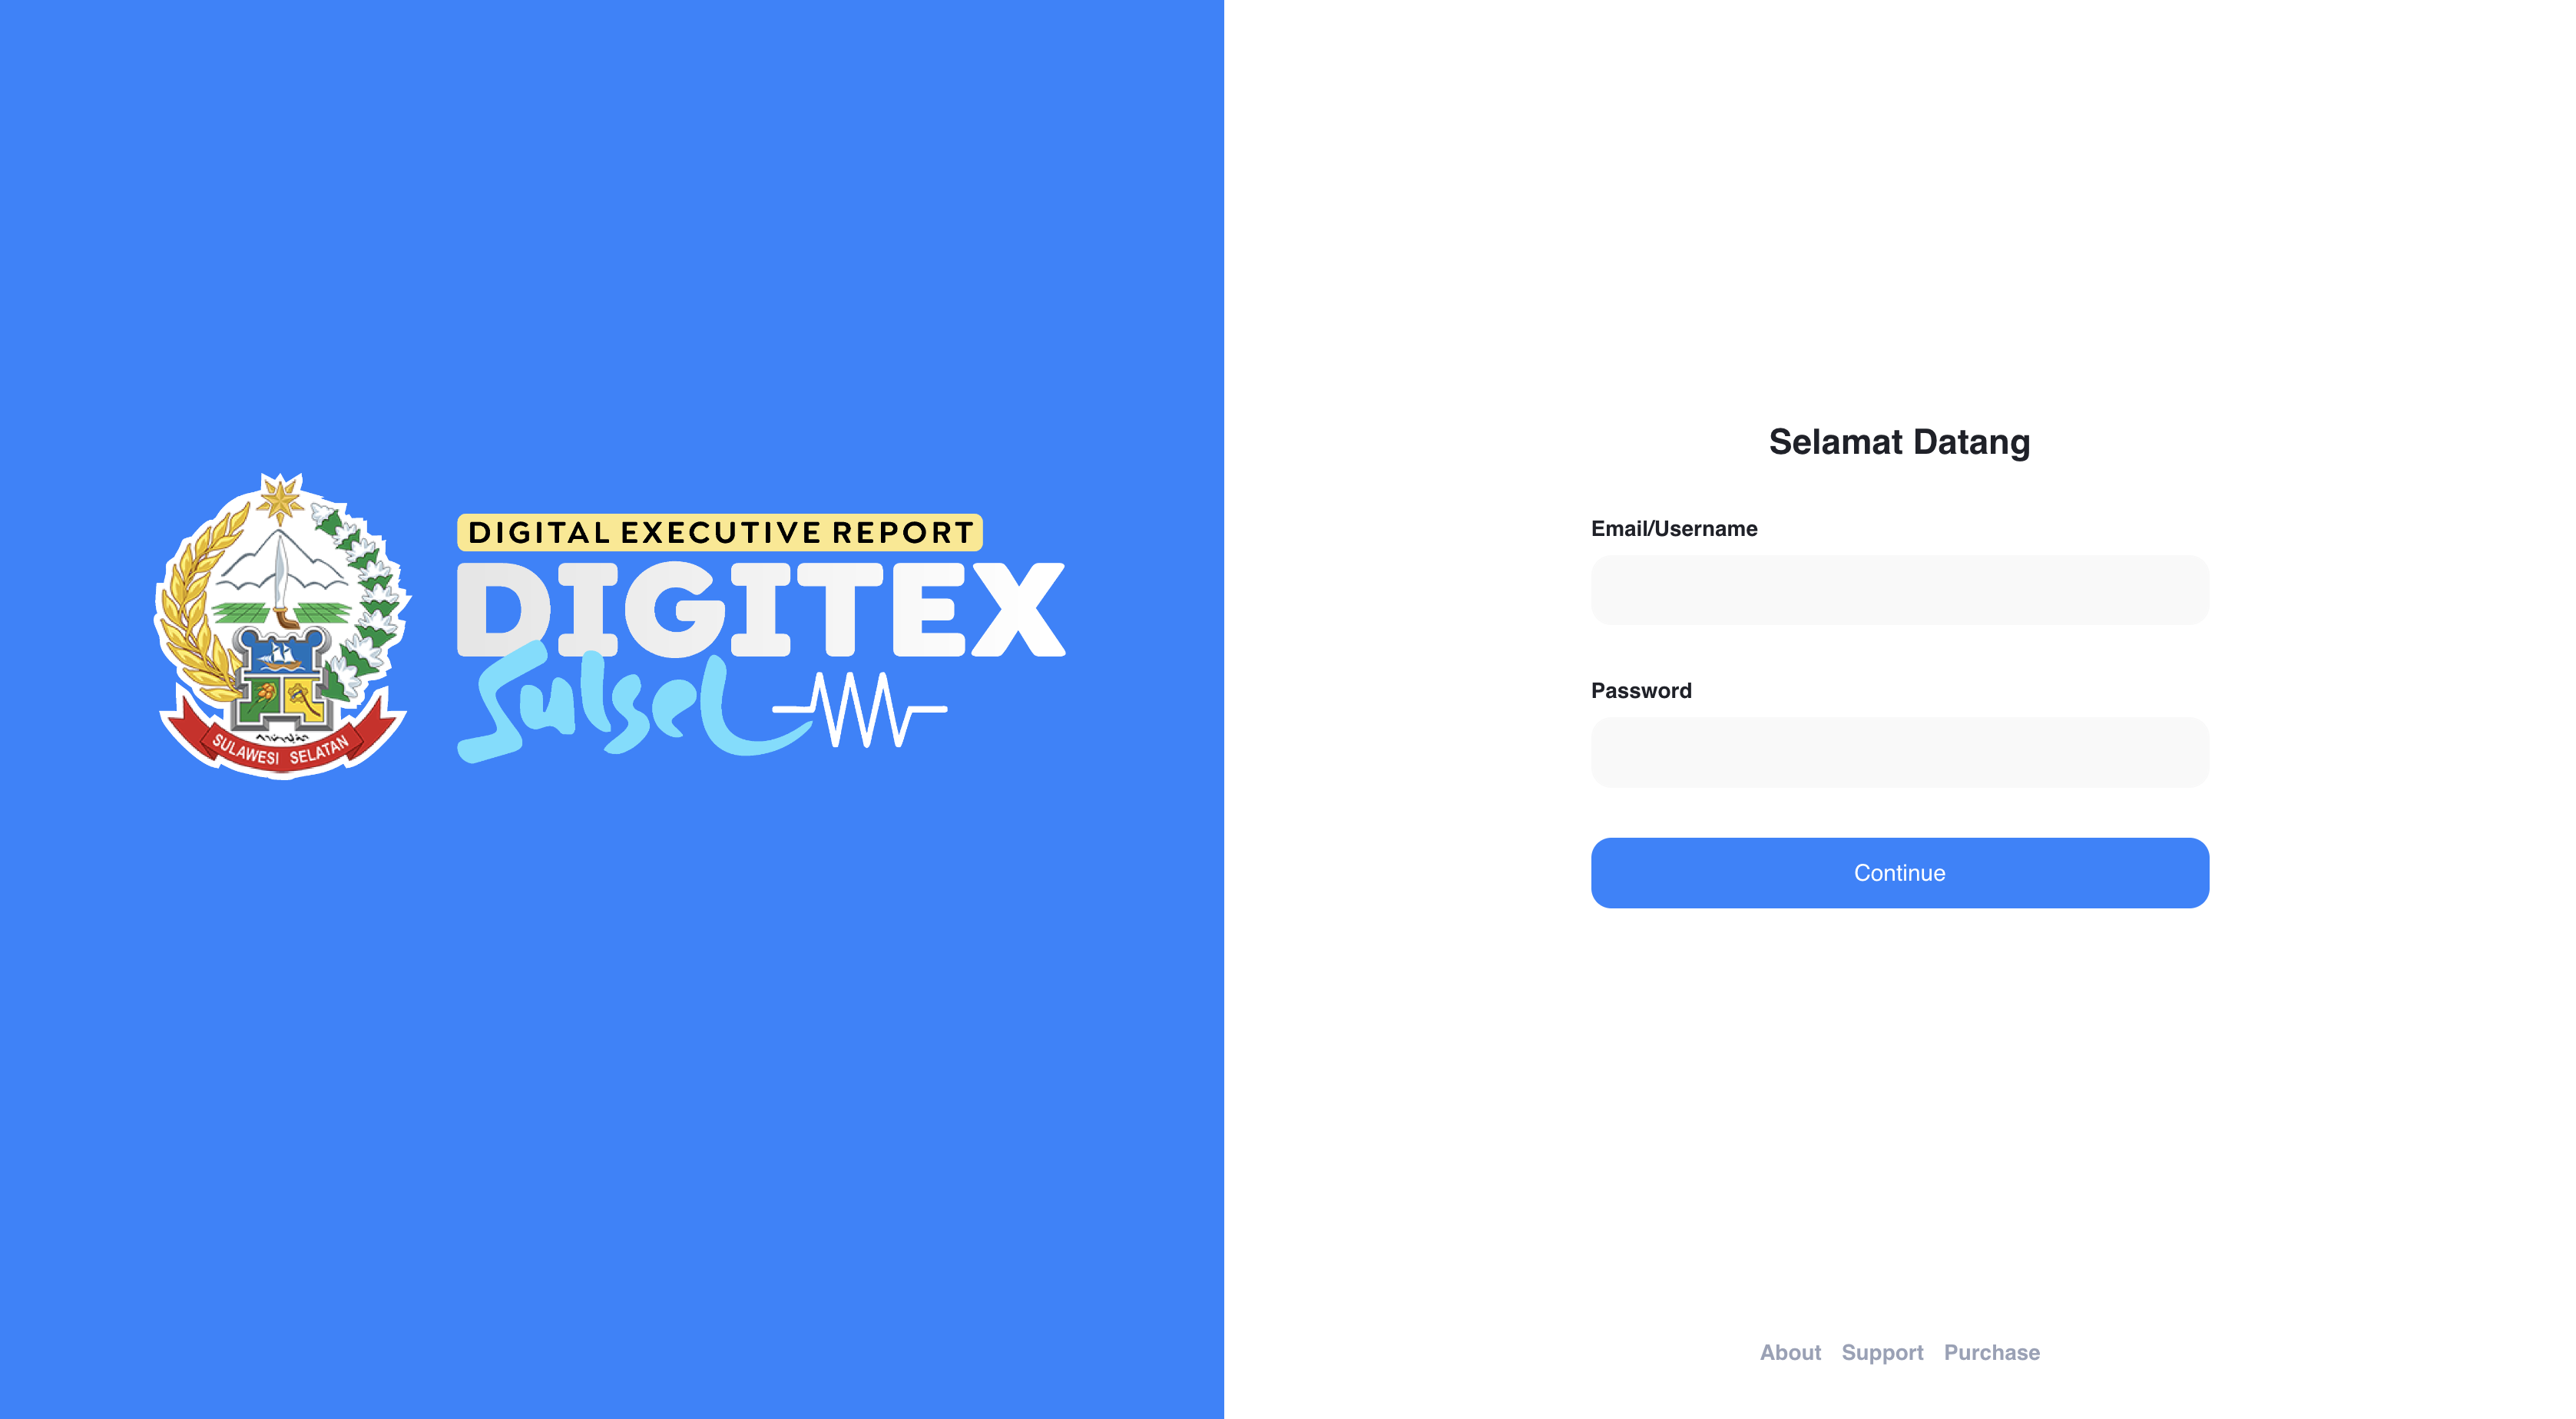 DIGITAL EXECUTIVE REPORT
DIGITEX
Sulsel
SULAWESI SELATAN
Selamat Datang
Email/Username
Password
Continue
About Support Purchase